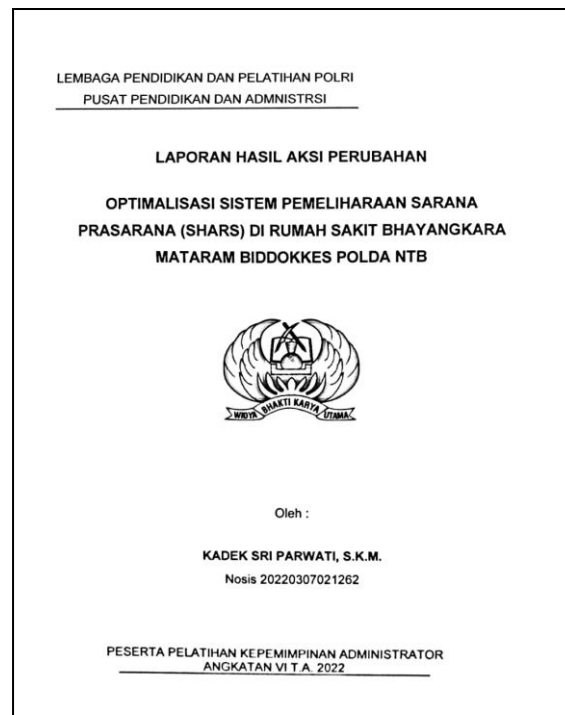 LEMBAGA PENDIDIKAN DAN PELATIHAN POLRI
PUSAT PENDIDIKAN DAN ADMNISTRSI
LAPORAN HASIL AKSI PERUBAHAN
OPTIMALISASI SISTEM PEMELIHARAAN SARANA
PRASARANA (SHARS) DI RUMAH SAKIT BHAYANGKARA
MATARAM BIDDOKKES POLDA NTB
WIDYA BHAKTI KARYA UTAMA
Oleh :
KADEK SRI PARWATI, S.K.M.
Nosis 20220307021262
PESERTA PELATIHAN KEPEMIMPINAN ADMINISTRATOR
ANGKATAN VI T.A. 2022